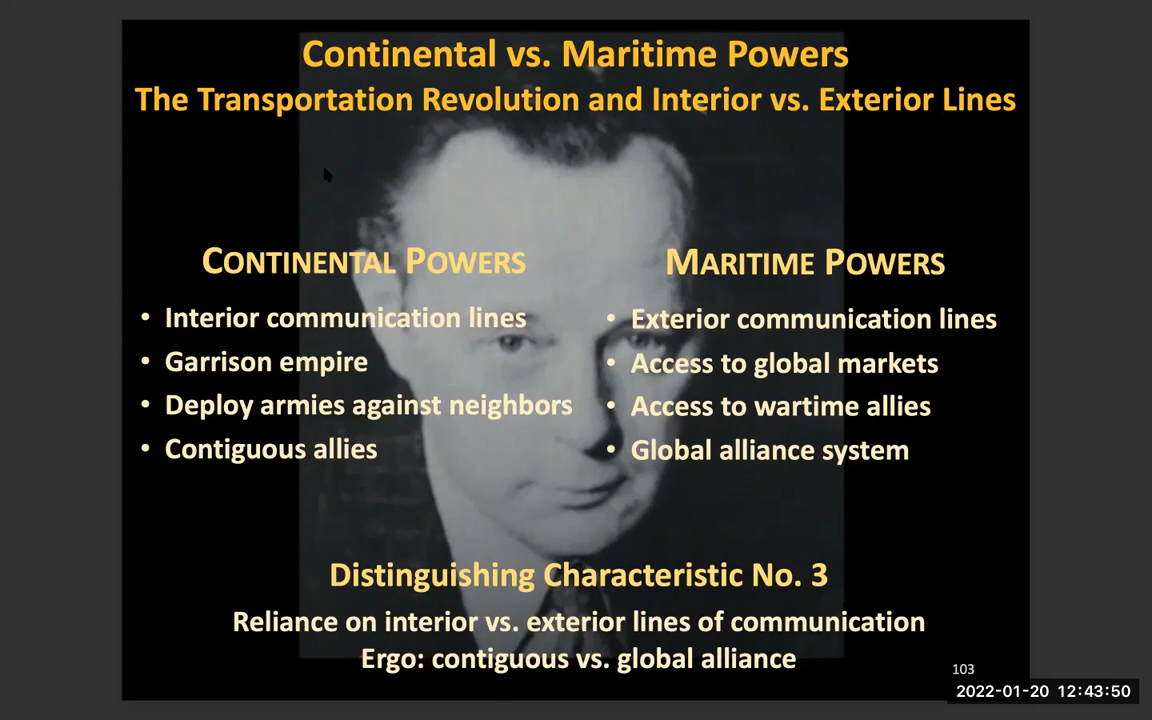 Continental vs. Maritime Powers
The Transportation Revolution and Interior vs. Exterior Lines
CONTINENTAL POWERS
• Interior communication lines
• Garrison empire
• Deploy armies against neighbors
• Contiguous allies
MARITIME POWERS
• Exterior communication lines
• Access to global markets
• Access to wartime allies
• Global alliance system
Distinguishing Characteristic No. 3
Reliance on interior vs. exterior lines of communication
Ergo: contiguous vs. global alliance
103
2022-01-20 12:43:50